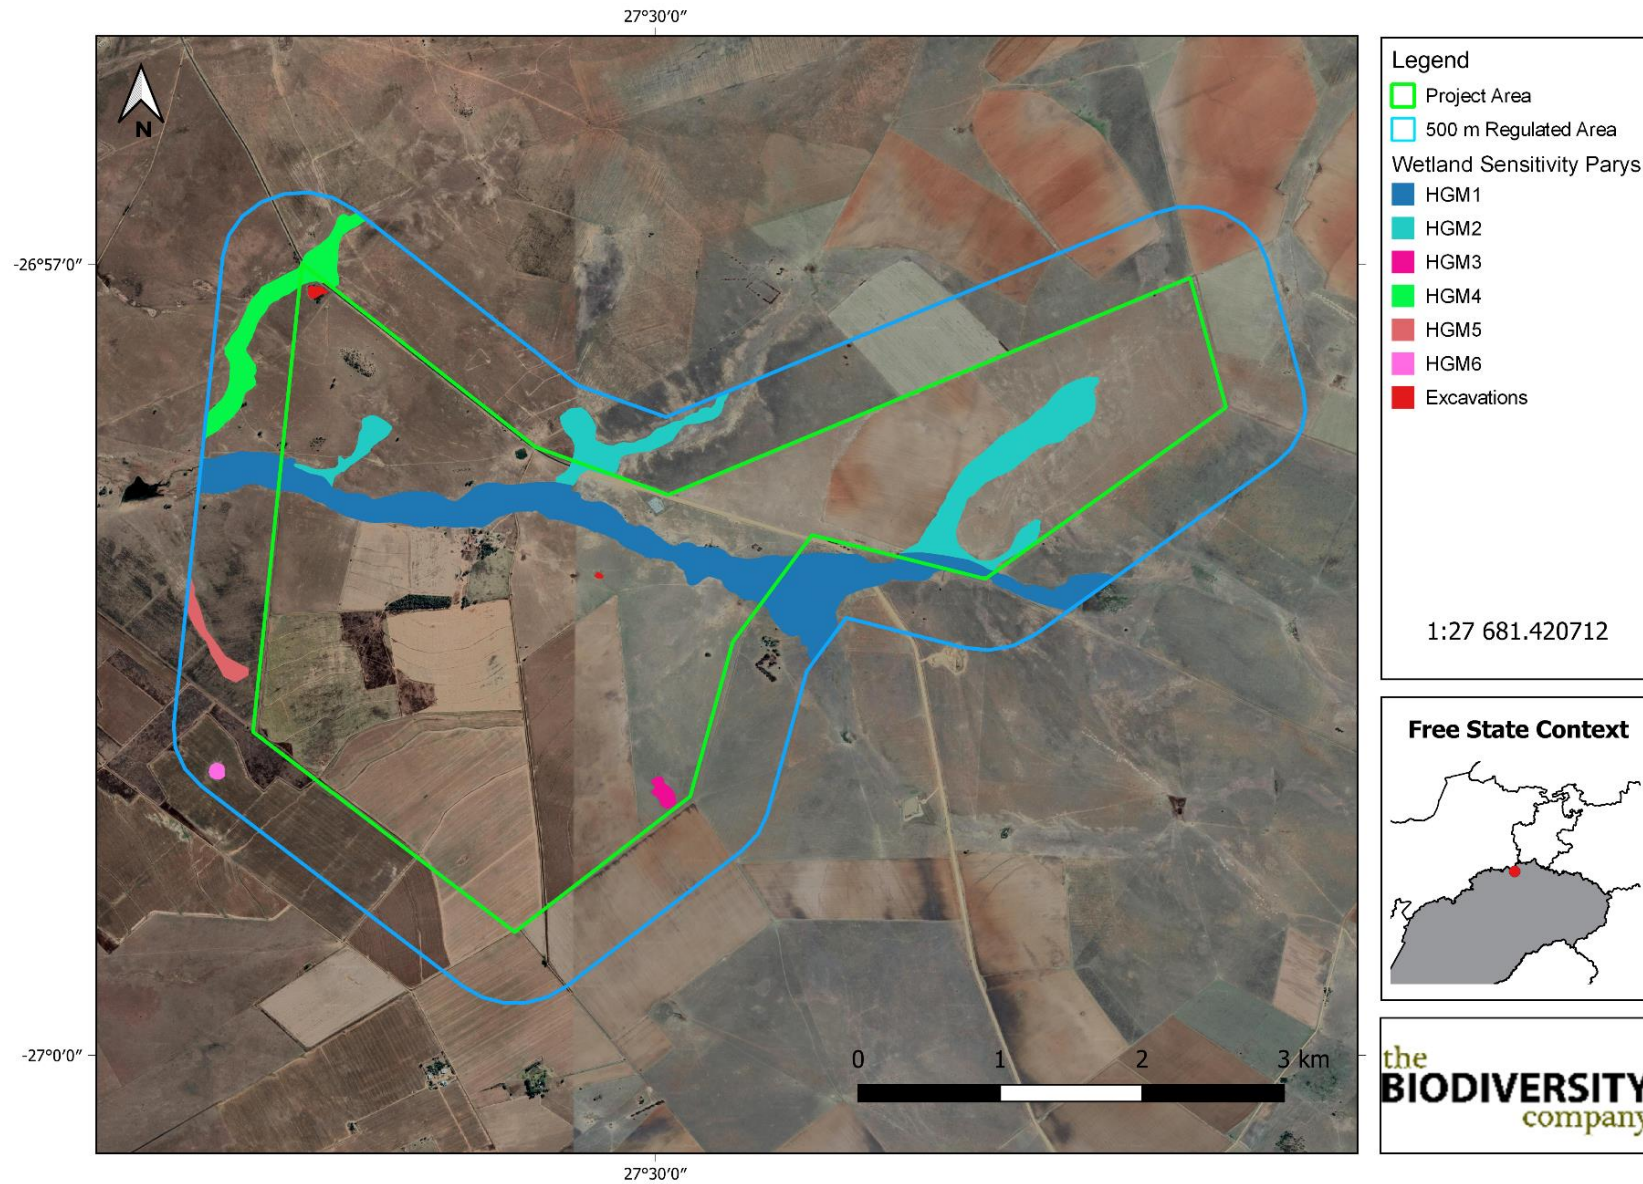 27°30'0"
-26°57'0"
-27°0'0"
N
0 1 2 3 km
27°30'0"
Legend
Project Area
500 m Regulated Area
Wetland Sensitivity Parys
HGM1
HGM2
HGM3
HGM4
HGM5
HGM6
Excavations
1:27 681.420712
Free State Context
the
BIODIVERSITY
company